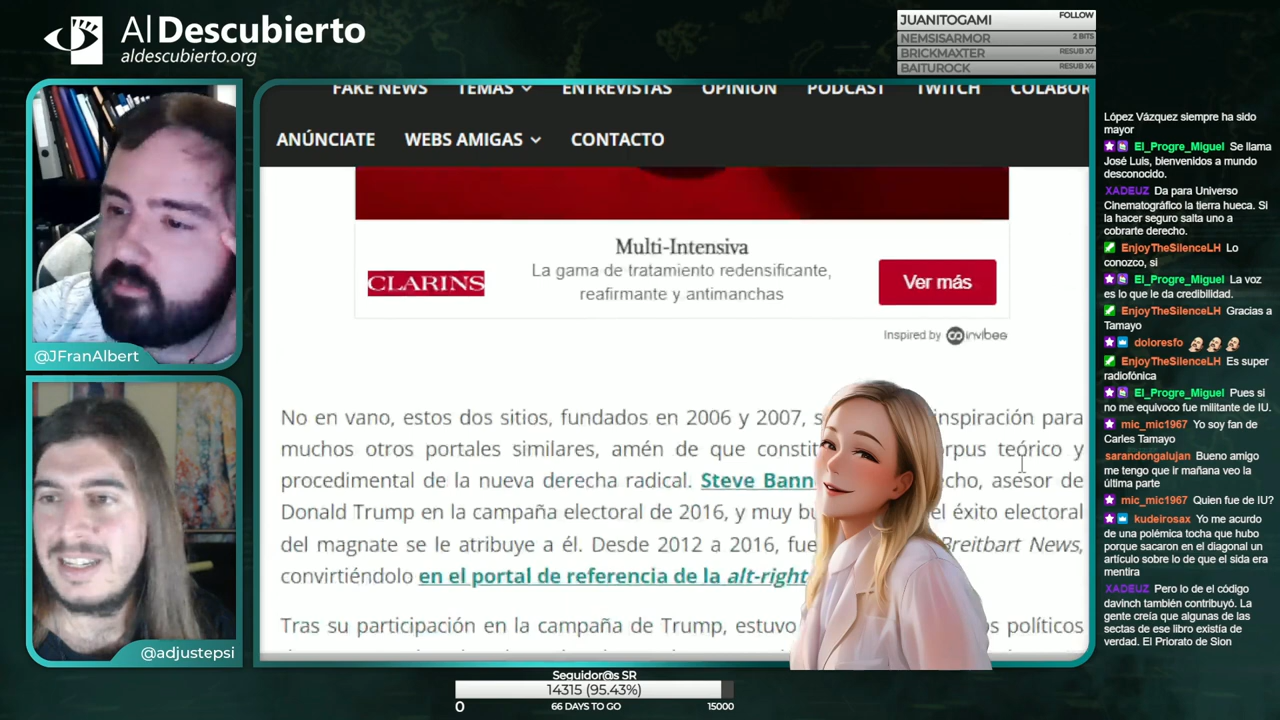 Al Descubierto
aldescubierto.org
JUANITOGAMI FOLLOW
NEMSISARMOR 2 BITS
BRICKMAXTER RESUB X7
BAITUROCK RESUB X4
FAKE NEWS TEMAS ENTREVISTAS OPINIÓN PODCAST TWITCH COLABOR
ANÚNCIATE WEBS AMIGAS CONTACTO
Multi-Intensiva
CLARINS
La gama de tratamiento redensificante,
reafirmante y antimanchas
Ver más
Inspired by invibes
No en vano, estos dos sitios, fundados en 2006 y 2007, s inspiración para
muchos otros portales similares, amén de que constit orpus teórico y
procedimental de la nueva derecha radical. Steve Bann echo, asesor de
Donald Trump en la campaña electoral de 2016, y muy bu el éxito electoral
del magnate se le atribuye a él. Desde 2012 a 2016, fue Breitbart News,
convirtiéndolo en el portal de referencia de la alt-right
Tras su participación en la campaña de Trump, estuvo os políticos
@JFranAlbert
@adjustepsi
López Vázquez siempre ha sido
mayor
El_Progre_Miguel Se llama
José Luis, bienvenidos a mundo
desconocido.
XADEUZ Da para Universo
Cinematográfico la tierra hueca. Si
la hacer seguro salta uno a
cobrarte derecho.
EnjoyTheSilenceLH Lo
conozco, si
El_Progre_Miguel La voz
es lo que le da credibilidad.
EnjoyTheSilenceLH Gracias a
Tamayo
doloresfo
EnjoyTheSilenceLH Es super
radiofónica
El_Progre_Miguel Pues si
no me equivoco fue militante de IU.
mic_mic1967 Yo soy fan de
Carles Tamayo
sarandongalujan Bueno amigo
me tengo que ir mañana veo la
última parte
mic_mic1967 Quien fue de IU?
kudeirosax Yo me acurdo
de una polémica tocha que hubo
porque sacaron en el diagonal un
artículo sobre lo de que el sida era
mentira
XADEUZ Pero lo de el código
davinch también contribuyó. La
gente creía que algunas de las
sectas de ese libro existía de
verdad. El Priorato de Sion
Seguidor@s SR
14315 (95.43%)
0 66 DAYS TO GO 15000